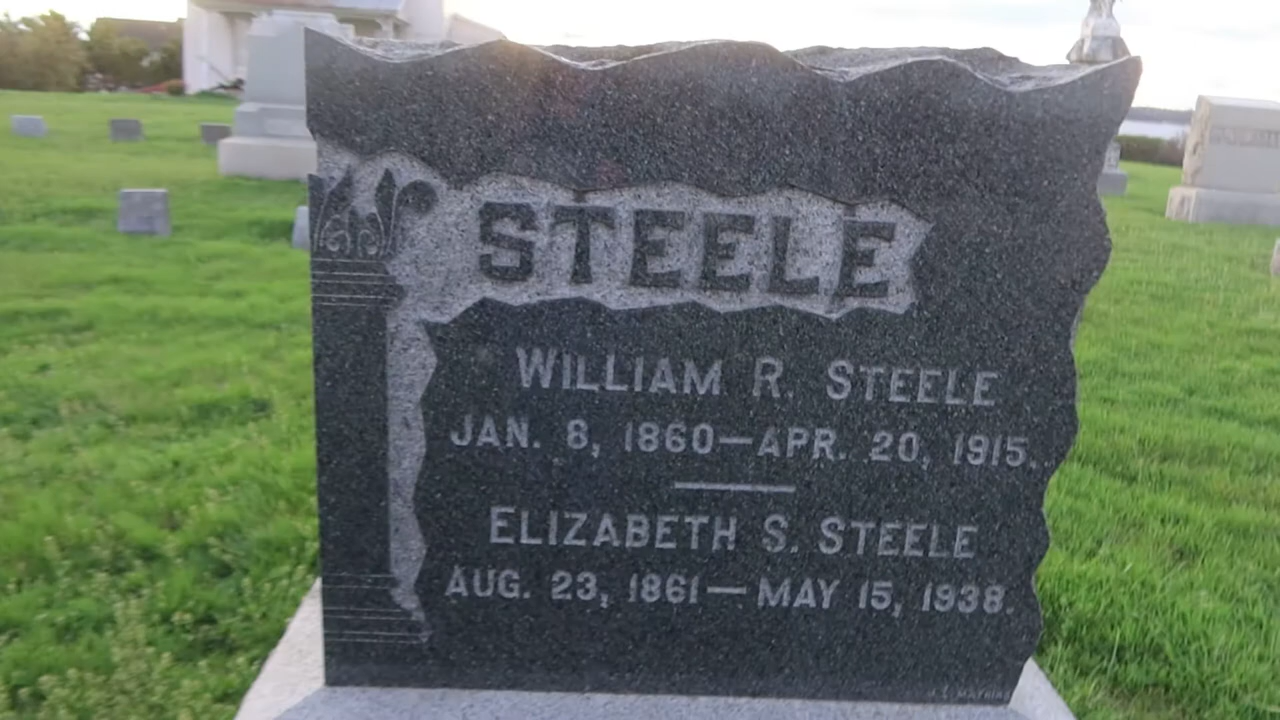 STEELE
WILLIAM R. STEELE
JAN. 8, 1860—APR. 20, 1915.
ELIZABETH S. STEELE
AUG. 23, 1861—MAY 15, 1938.